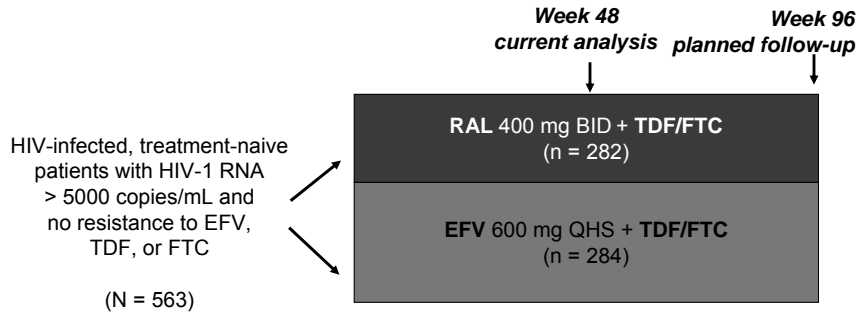 Week 48
current analysis
Week 96
planned follow-up
HIV-infected, treatment-naive
patients with HIV-1 RNA
> 5000 copies/mL and
no resistance to EFV,
TDF, or FTC
(N = 563)
RAL 400 mg BID + TDF/FTC
(n = 282)
EFV 600 mg QHS + TDF/FTC
(n = 284)